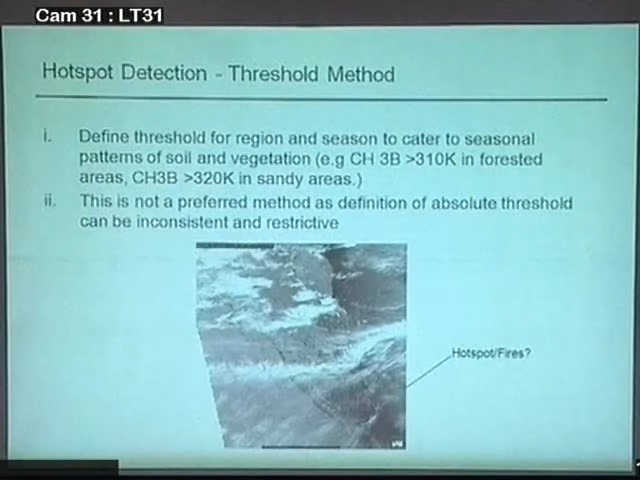 Cam 31 : LT31
Hotspot Detection - Threshold Method
i. Define threshold for region and season to cater to seasonal
patterns of soil and vegetation (e.g CH 3B >310K in forested
areas, CH3B >320K in sandy areas.)
ii. This is not a preferred method as definition of absolute threshold
can be inconsistent and restrictive
Hotspot/Fires?